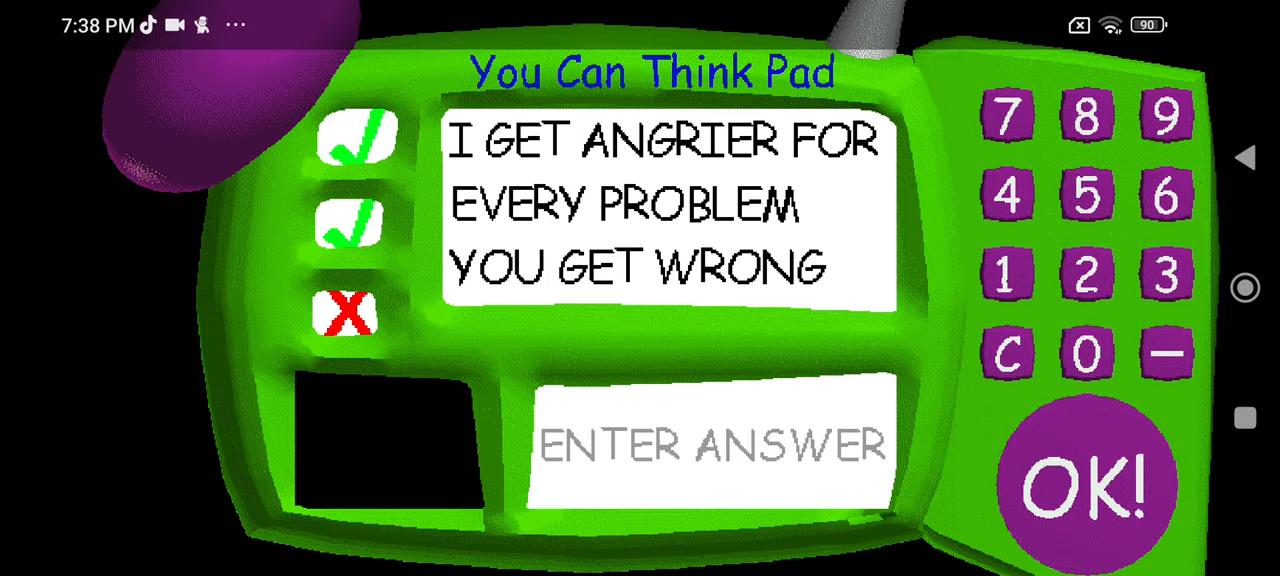 7:38 PM
90
You Can Think Pad
I GET ANGRIER FOR
EVERY PROBLEM
YOU GET WRONG
ENTER ANSWER
7 8 9
4 5 6
1 2 3
C 0 —
OK!